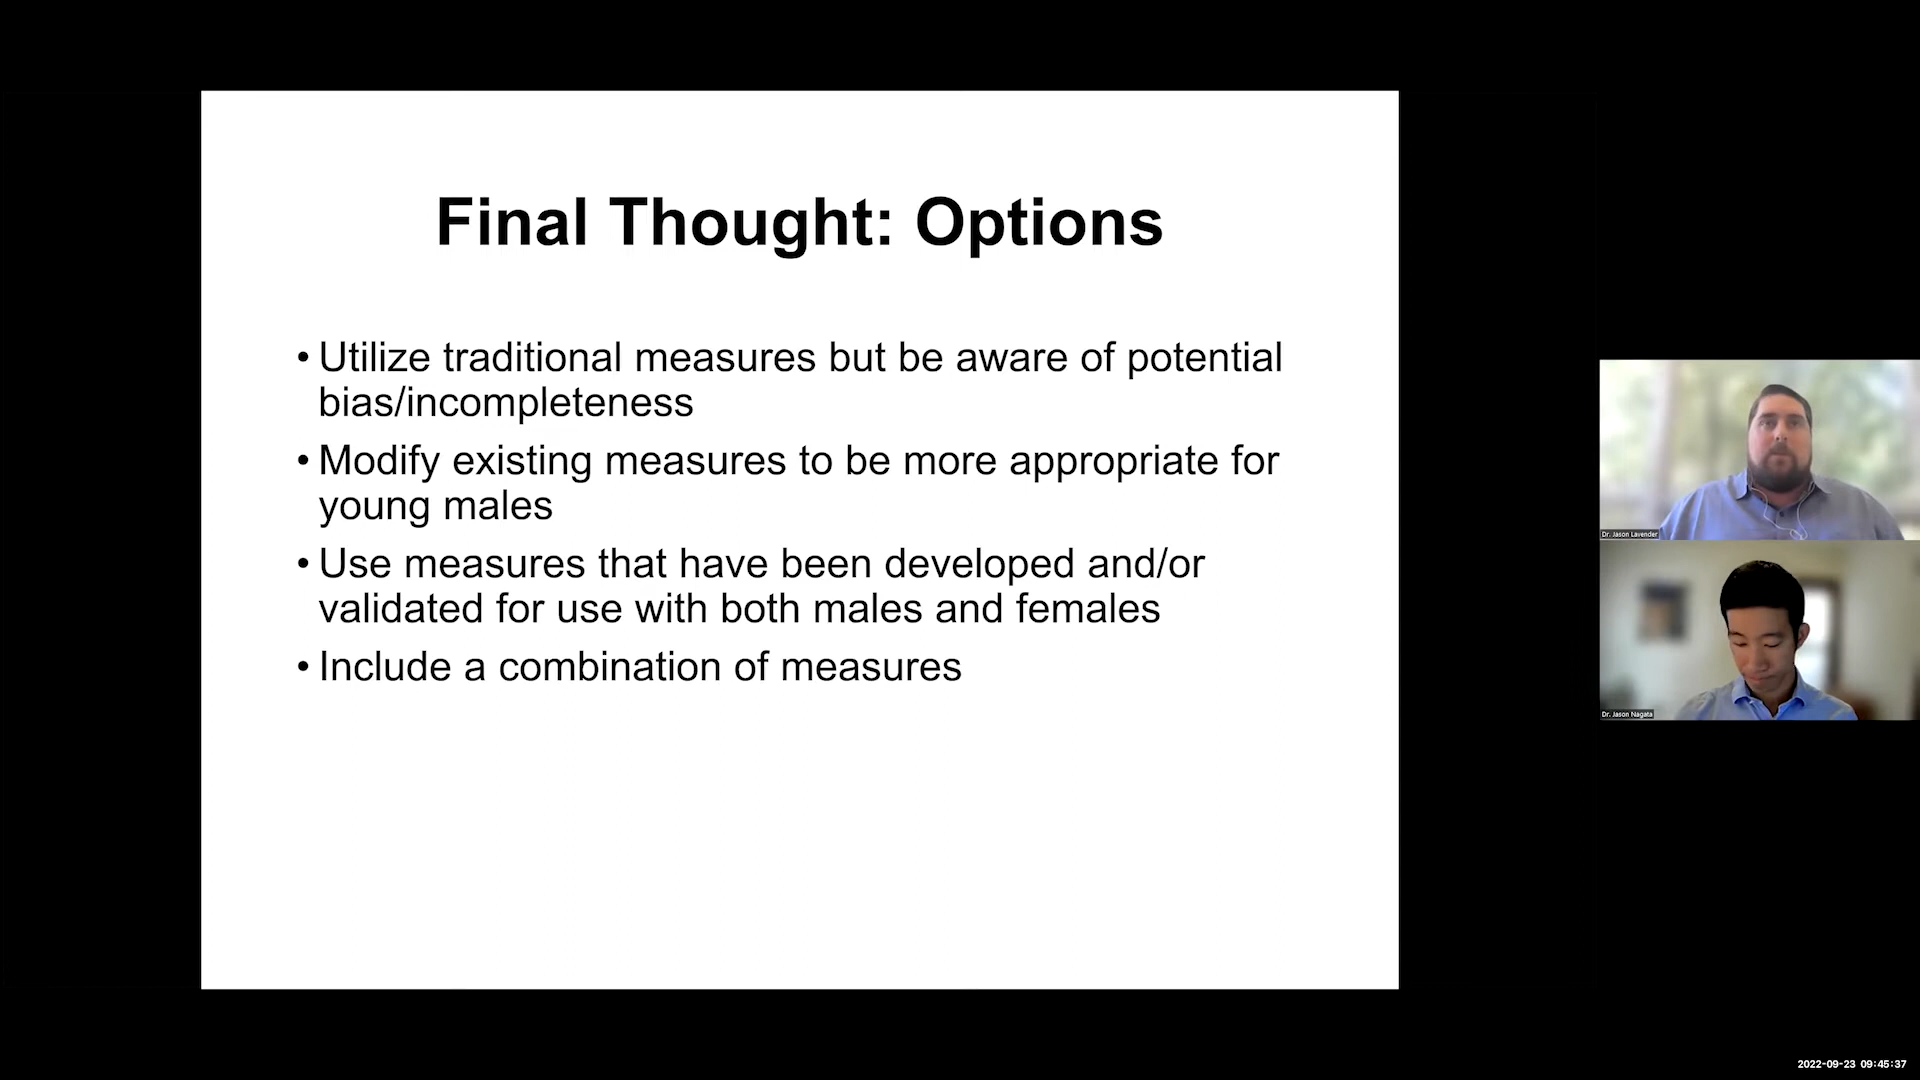 Final Thought: Options
• Utilize traditional measures but be aware of potential
bias/incompleteness
• Modify existing measures to be more appropriate for
young males
• Use measures that have been developed and/or
validated for use with both males and females
• Include a combination of measures
Dr. Jason Lavender
Dr. Jason Nagata
2022-09-23 09:45:37